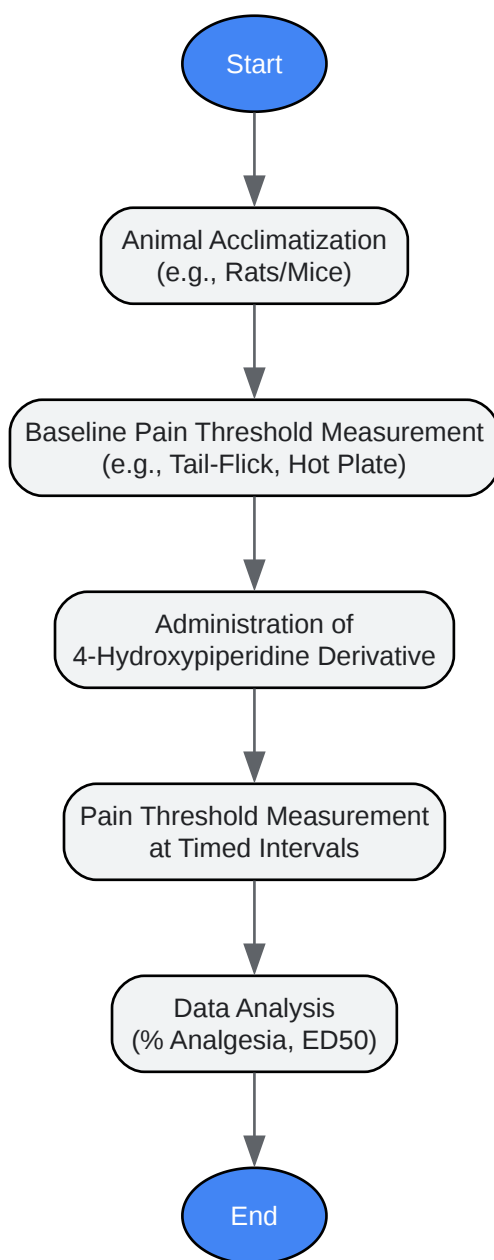 Start
Animal Acclimatization
(e.g., Rats/Mice)
Baseline Pain Threshold Measurement
(e.g., Tail-Flick, Hot Plate)
Administration of
4-Hydroxypiperidine Derivative
Pain Threshold Measurement
at Timed Intervals
Data Analysis
(% Analgesia, ED50)
End